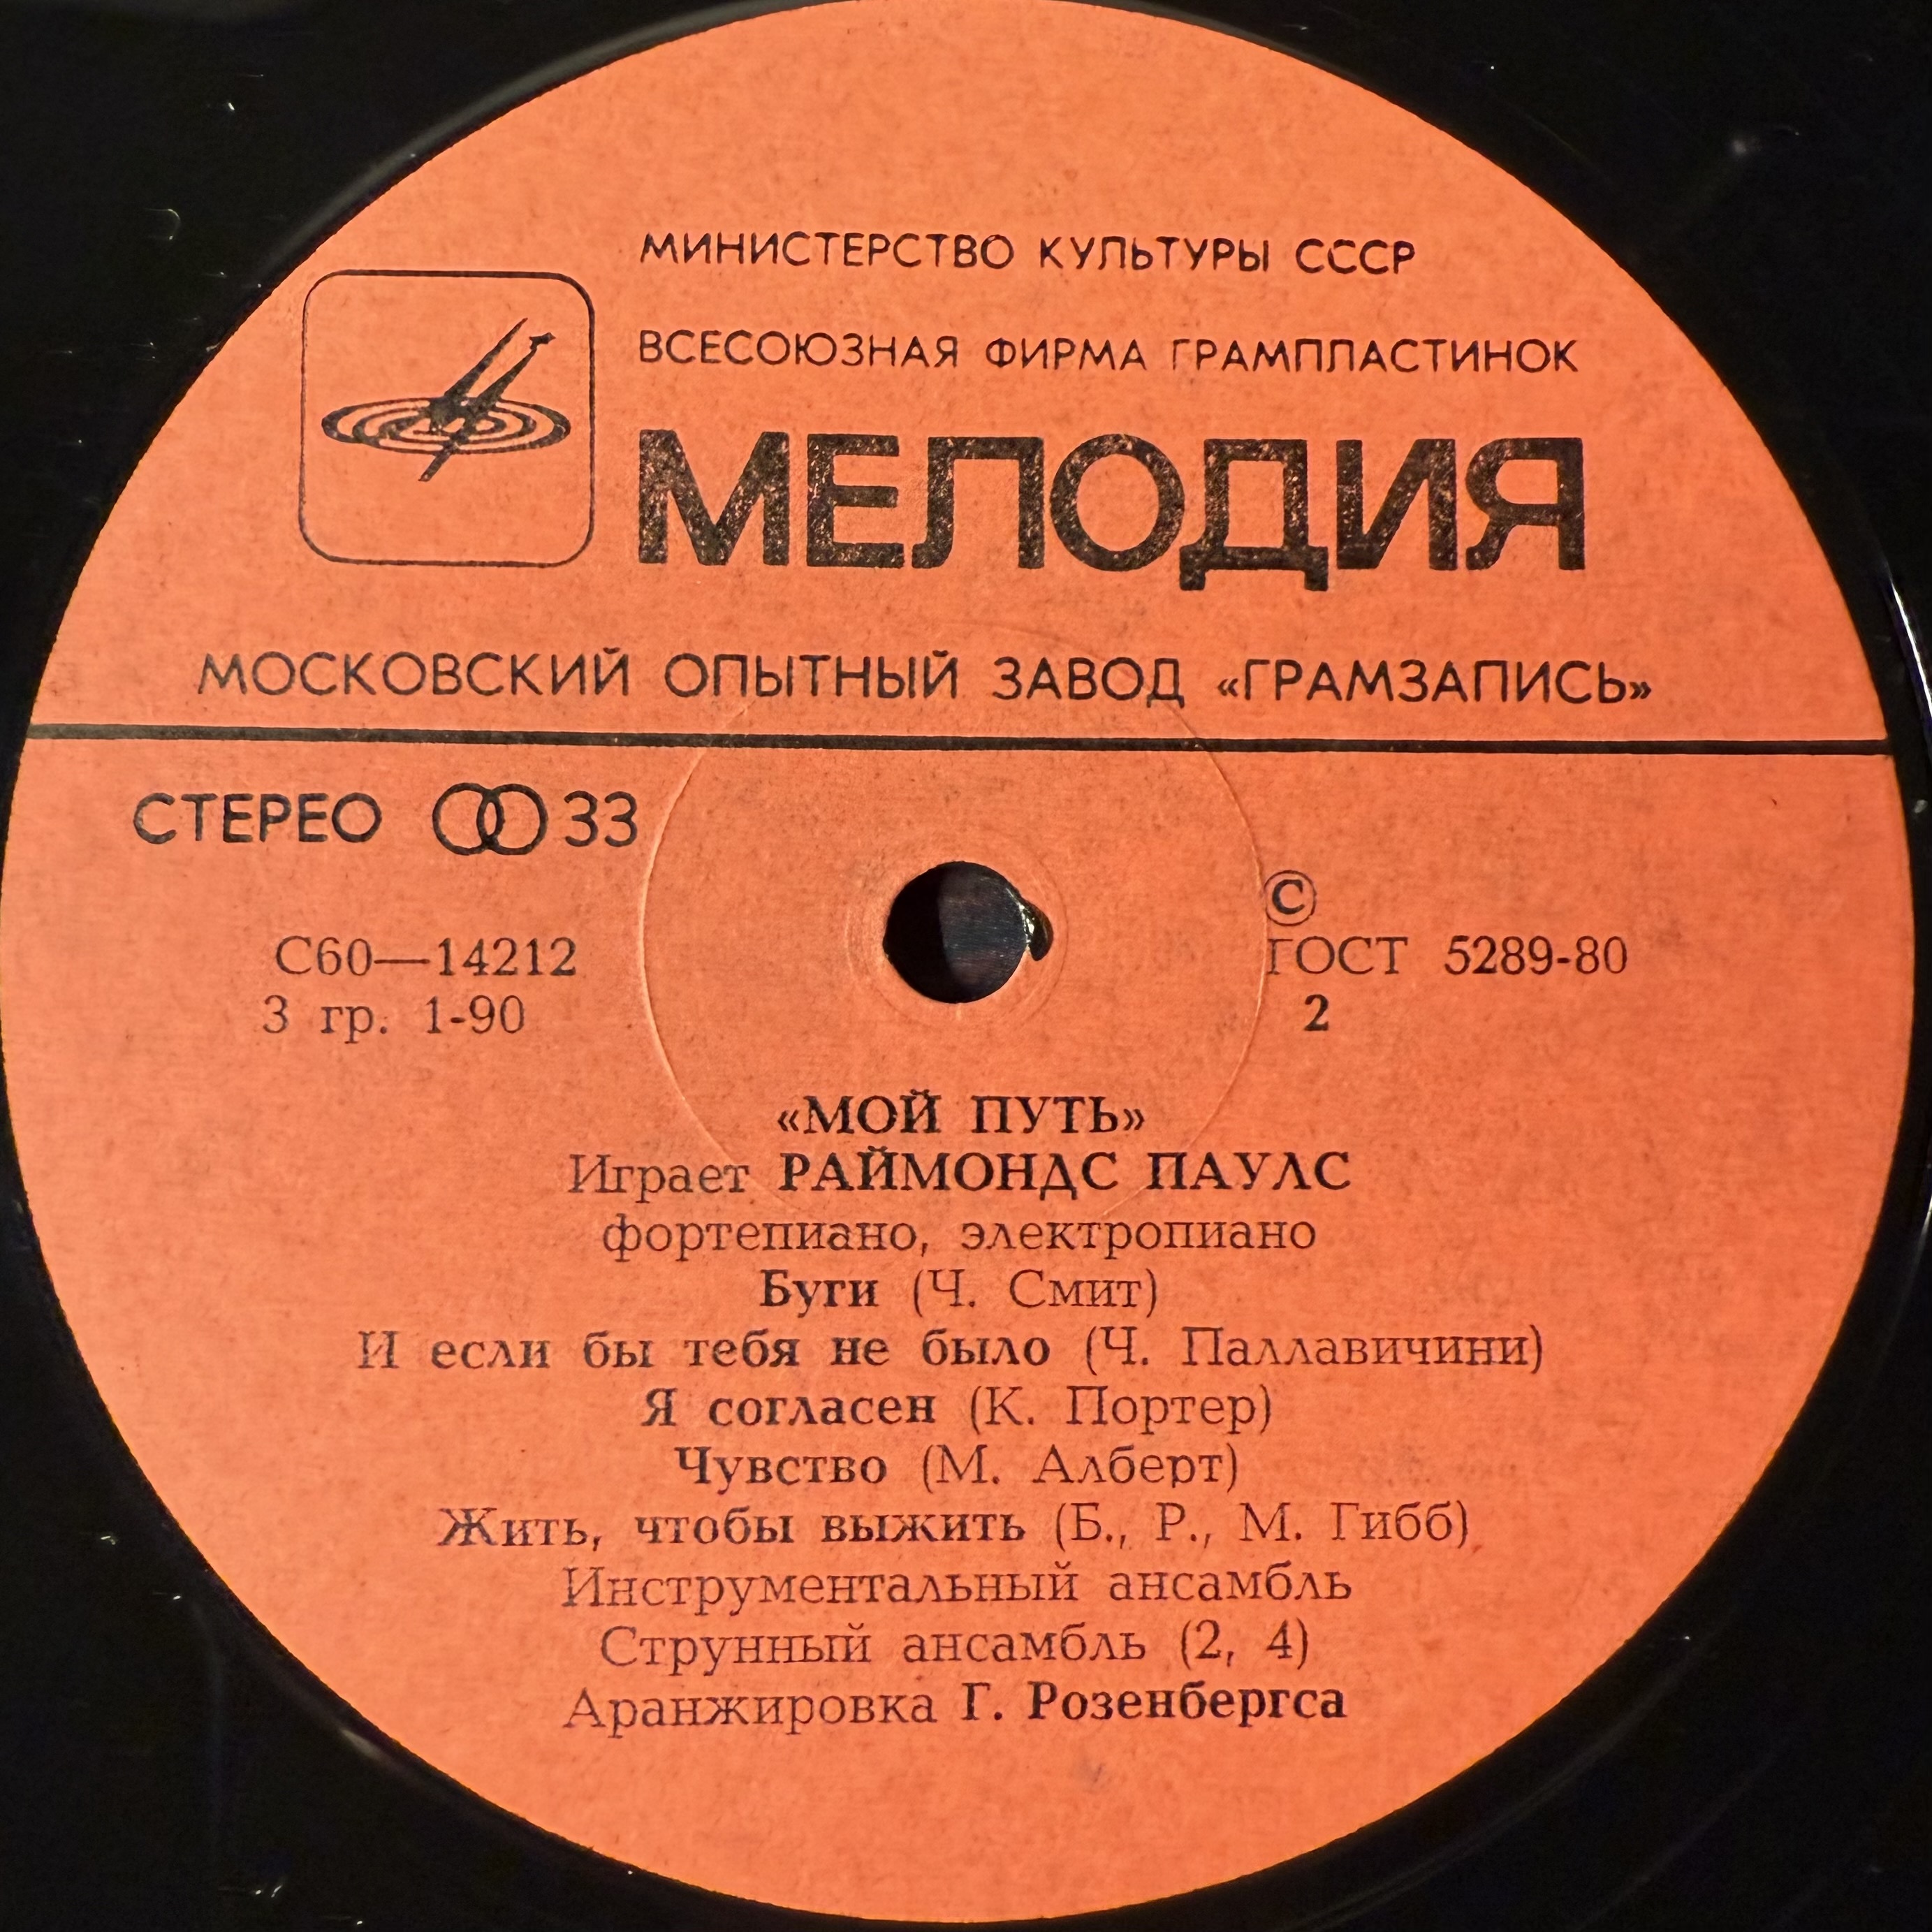 МИНИСТЕРСТВО КУЛЬТУРЫ СССР
ВСЕСОЮЗНАЯ ФИРМА ГРАМПЛАСТИНОК
МЕЛОДИЯ
МОСКОВСКИЙ ОПЫТНЫЙ ЗАВОД «ГРАМЗАПИСЬ»
СТЕРЕО 33
©
С60—14212 ГОСТ 5289-80
3 гр. 1-90 2
«МОЙ ПУТЬ»
Играет РАЙМОНДС ПАУЛС
фортепиано, электропиано
Буги (Ч. Смит)
И если бы тебя не было (Ч. Паллавичини)
Я согласен (К. Портер)
Чувство (М. Алберт)
Жить, чтобы выжить (Б., Р., М. Гибб)
Инструментальный ансамбль
Струнный ансамбль (2, 4)
Аранжировка Г. Розенбергса